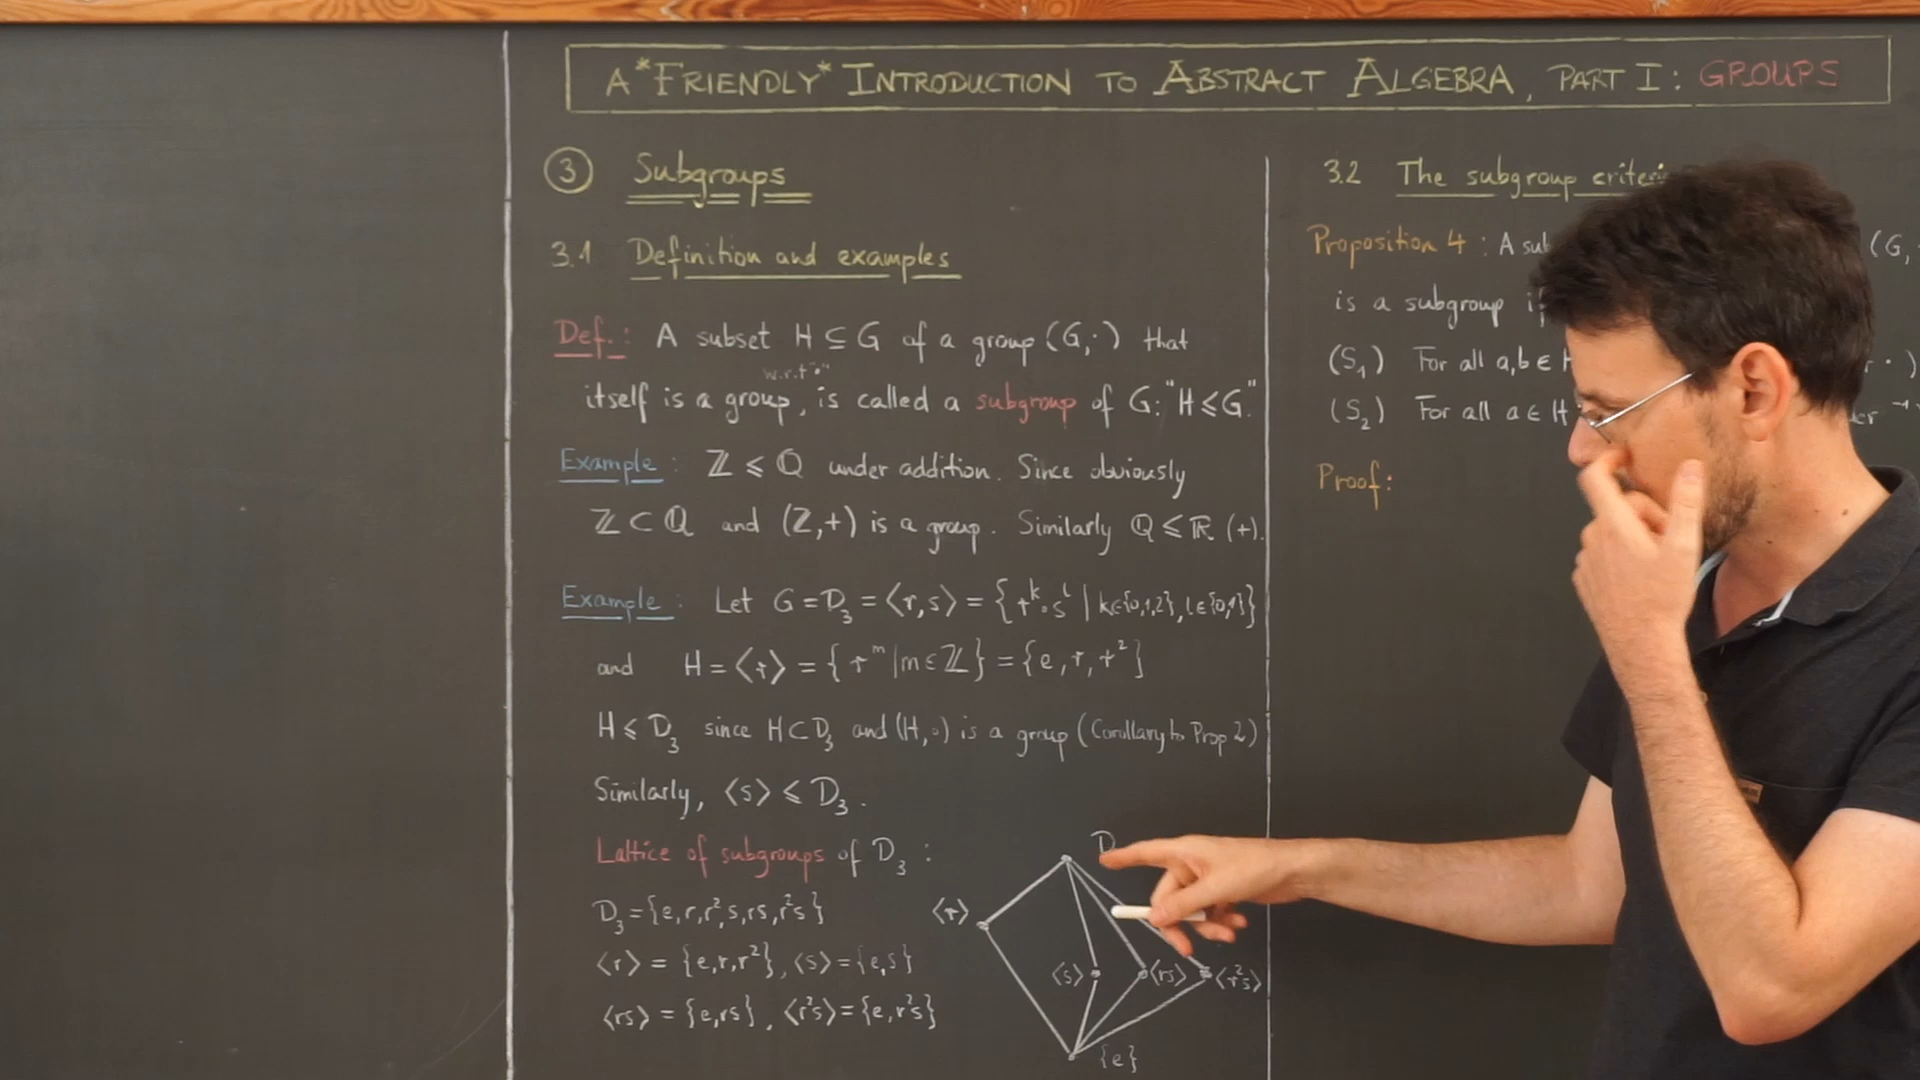 A *FRIENDLY* INTRODUCTION TO ABSTRACT ALGEBRA, PART I: GROUPS
③ Subgroups
3.1 Definition and examples
Def.: A subset H ⊆ G of a group (G,·) that
w.r.t "·"
itself is a group, is called a subgroup of G: "H ⩽ G."
Example: ℤ ⩽ ℚ under addition. Since obviously
ℤ ⊂ ℚ and (ℤ,+) is a group. Similarly ℚ ⩽ ℝ (+).
Example: Let G = D₃ = ⟨r,s⟩ = {rᵏ∘sˡ | k∈{0,1,2}, l∈{0,1}}
and H = ⟨r⟩ = {rᵐ | m∈ℤ} = {e, r, r²}
H ⩽ D₃ since H ⊂ D₃ and (H,∘) is a group (Corollary to Prop 2)
Similarly, ⟨s⟩ ⩽ D₃.
Lattice of subgroups of D₃:
D₃ = {e,r,r²,s,rs,r²s}
⟨r⟩ = {e,r,r²}, ⟨s⟩ = {e,s}
⟨rs⟩ = {e,rs}, ⟨r²s⟩ = {e,r²s}
D
⟨r⟩
⟨s⟩ ⟨rs⟩ ⟨r²s⟩
{e}
3.2 The subgroup
Proposition 4: A (G,
is a subgroup
(S₁) For all a,b ∈ · )
(S₂) For all a ∈ H
Proof: